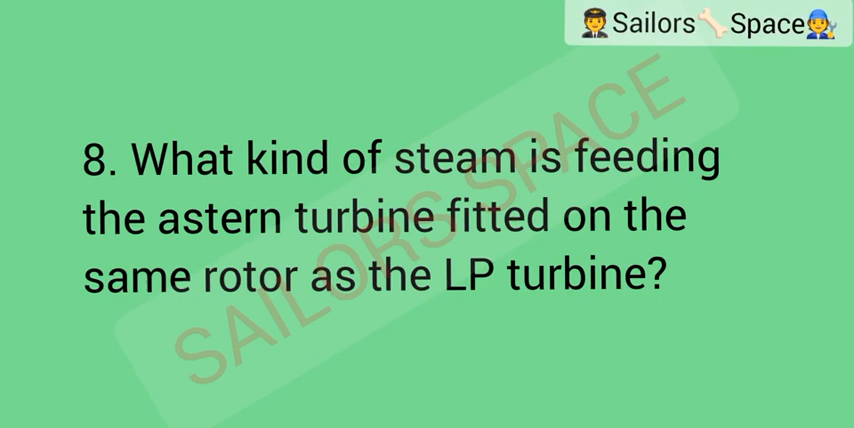 👨‍✈️Sailors🦴Space👨‍🔧
8. What kind of steam is feeding
the astern turbine fitted on the
same rotor as the LP turbine?
SAILORS SPACE